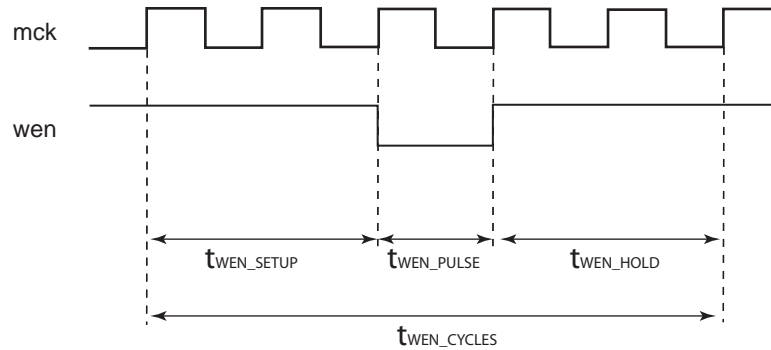 mck
wen
tWEN_SETUP
tWEN_PULSE
tWEN_HOLD
tWEN_CYCLES